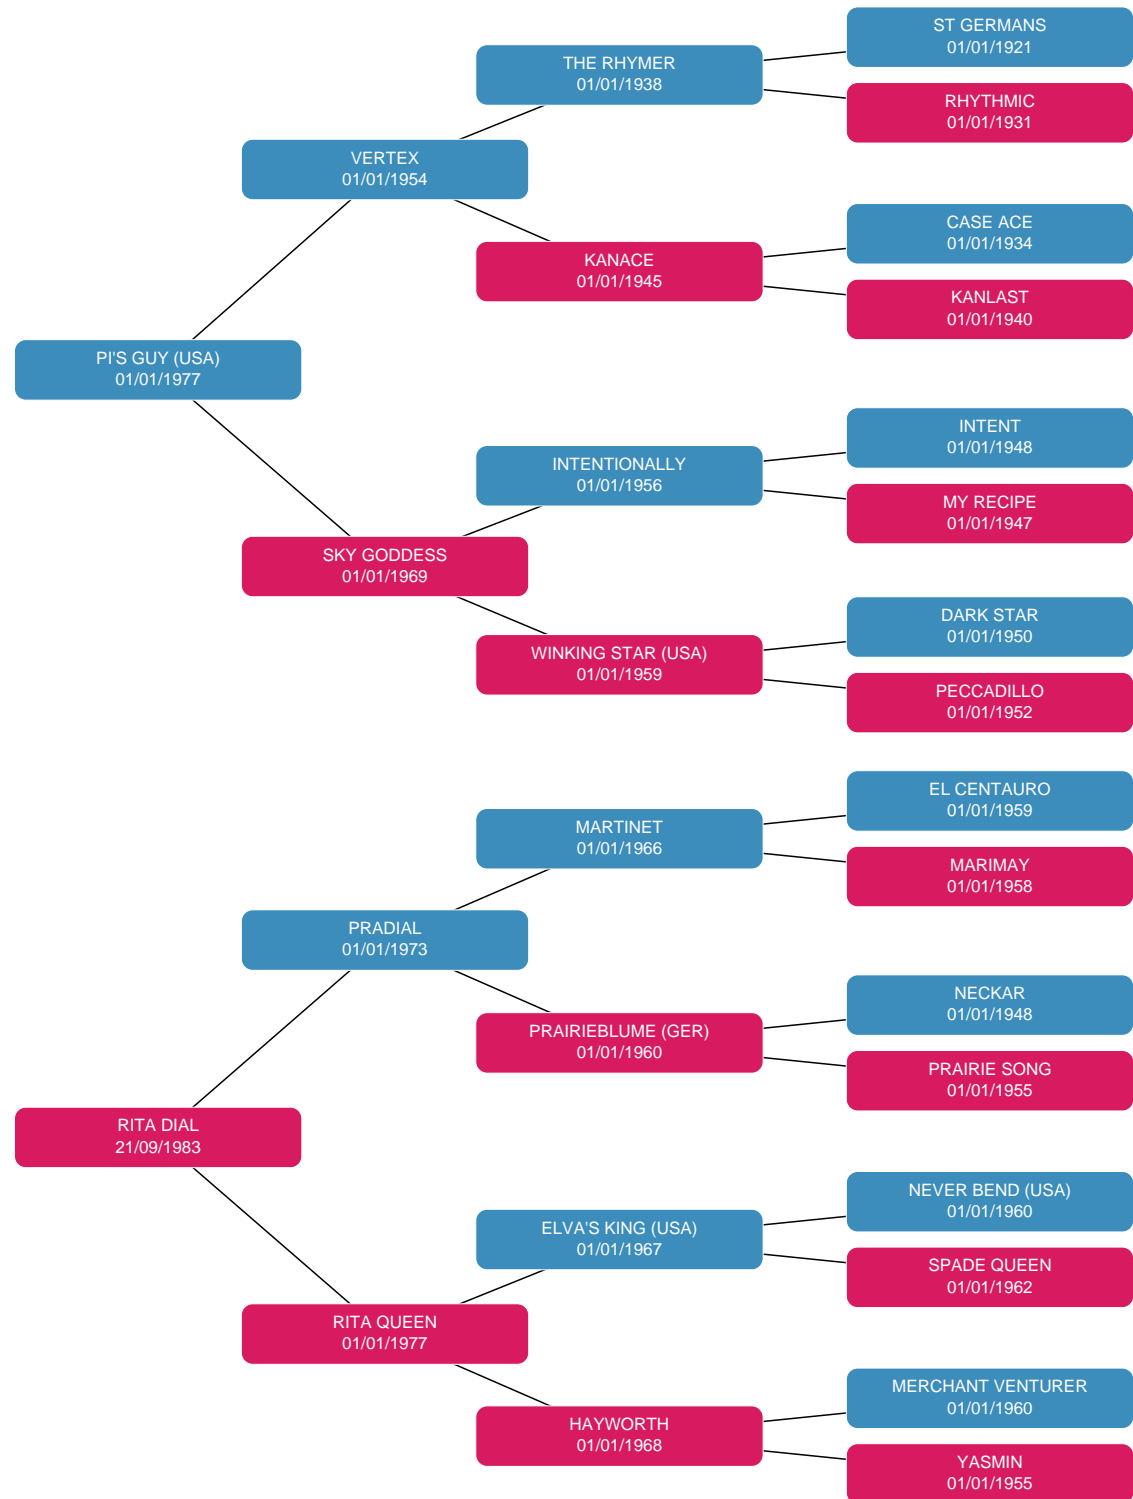 ST GERMANS
01/01/1921
THE RHYMER
01/01/1938
RHYTHMIC
01/01/1931
VERTEX
01/01/1954
CASE ACE
01/01/1934
KANACE
01/01/1945
KANLAST
01/01/1940
PI'S GUY (USA)
01/01/1977
INTENT
01/01/1948
INTENTIONALLY
01/01/1956
MY RECIPE
01/01/1947
SKY GODDESS
01/01/1969
DARK STAR
01/01/1950
WINKING STAR (USA)
01/01/1959
PECCADILLO
01/01/1952
EL CENTAURO
01/01/1959
MARTINET
01/01/1966
MARIMAY
01/01/1958
PRADIAL
01/01/1973
NECKAR
01/01/1948
PRAIRIEBLUME (GER)
01/01/1960
PRAIRIE SONG
01/01/1955
RITA DIAL
21/09/1983
NEVER BEND (USA)
01/01/1960
ELVA'S KING (USA)
01/01/1967
SPADE QUEEN
01/01/1962
RITA QUEEN
01/01/1977
MERCHANT VENTURER
01/01/1960
HAYWORTH
01/01/1968
YASMIN
01/01/1955